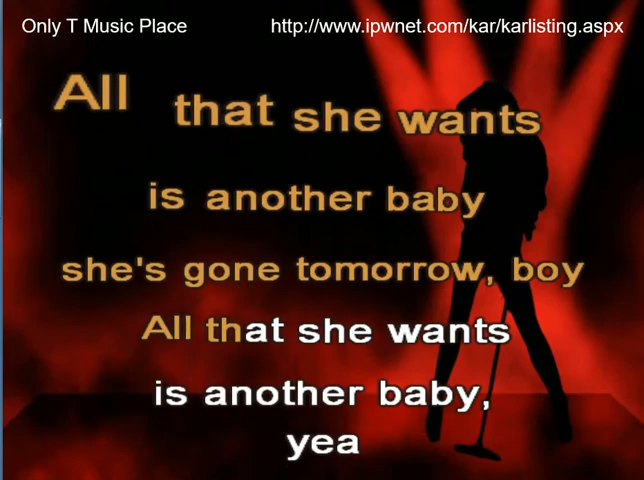 Only T Music Place http://www.ipwnet.com/kar/karlisting.aspx
All that she wants
is another baby
she's gone tomorrow, boy
All that she wants
is another baby,
yea